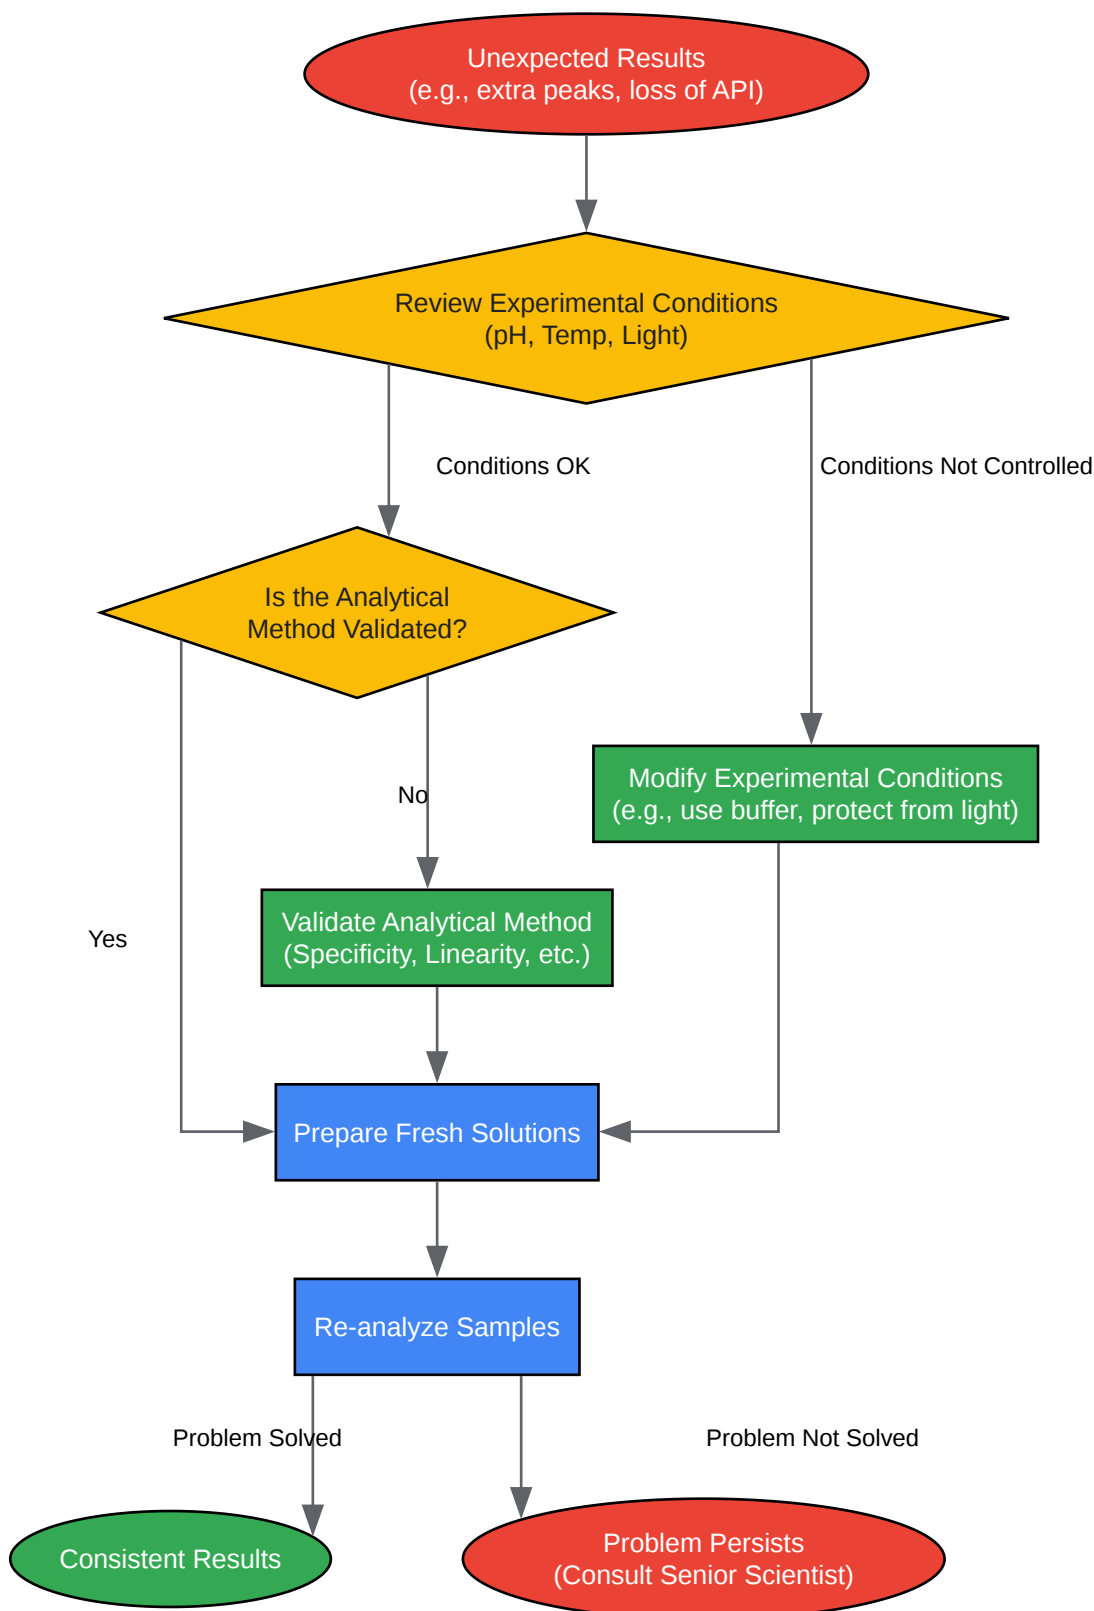 Unexpected Results
(e.g., extra peaks, loss of API)
Review Experimental Conditions
(pH, Temp, Light)
Conditions OK
Conditions Not Controlled
Is the Analytical
Method Validated?
Modify Experimental Conditions
(e.g., use buffer, protect from light)
No
Validate Analytical Method
(Specificity, Linearity, etc.)
Yes
Prepare Fresh Solutions
Re-analyze Samples
Problem Solved
Problem Not Solved
Consistent Results
Problem Persists
(Consult Senior Scientist)